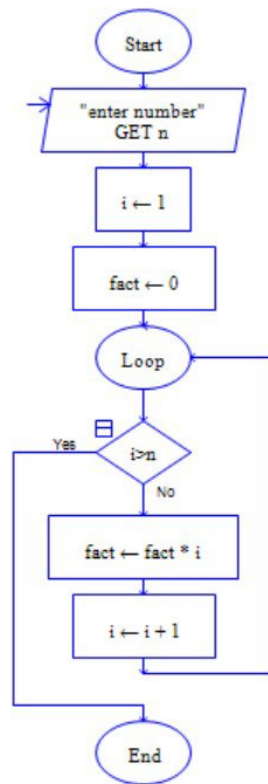 Start
"enter number"
GET n
i ← 1
fact ← 0
Loop
Yes
i>n
No
fact ← fact * i
i ← i + 1
End